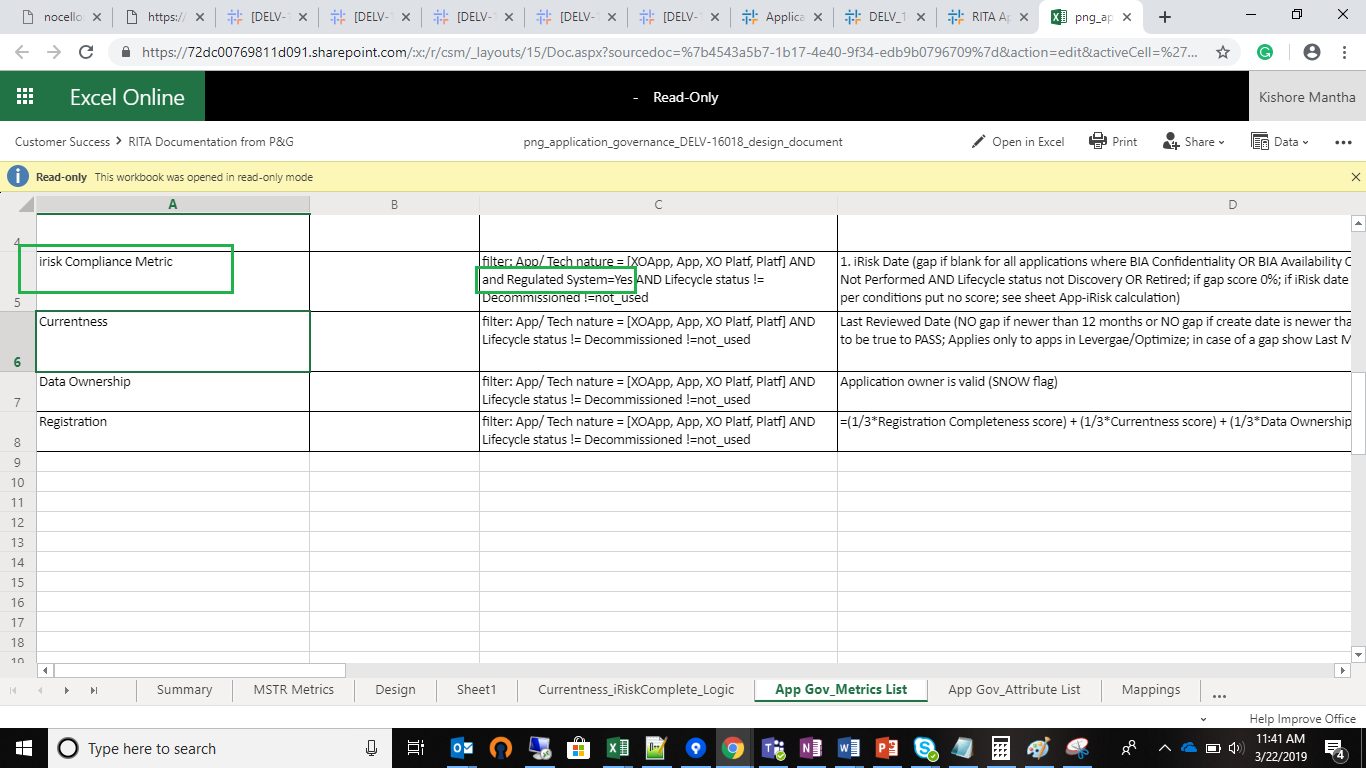 nocello
https:/
[DELV-
[DELV-1
[DELV-
[DELV-
[DELV-
Applica
DELV_1
RITA Ap
png_ap
https://72dc00769811d091.sharepoint.com/:x:/r/csm/_layouts/15/Doc.aspx?sourcedoc=%7b4543a5b7-1b17-4e40-9f34-edb9b0796709%7d&action=edit&activeCell=%27...
Excel Online
- Read-Only
Kishore Mantha
Customer Success > RITA Documentation from P&G
png_application_governance_DELV-16018_design_document
Open in Excel
Print
Share
Data
Read-only This workbook was opened in read-only mode
A B C D
4
5
irisk Compliance Metric
filter: App/ Tech nature = [XOApp, App, XO Platf, Platf] AND
and Regulated System=Yes AND Lifecycle status !=
Decommissioned !=not_used
1. iRisk Date (gap if blank for all applications where BIA Confidentiality OR BIA Availability
Not Performed AND Lifecycle status not Discovery OR Retired; if gap score 0%; if iRisk date
per conditions put no score; see sheet App-iRisk calculation)
6
Currentness
filter: App/ Tech nature = [XOApp, App, XO Platf, Platf] AND
Lifecycle status != Decommissioned !=not_used
Last Reviewed Date (NO gap if newer than 12 months or NO gap if create date is newer tha
to be true to PASS; Applies only to apps in Levergae/Optimize; in case of a gap show Last M
7
Data Ownership
filter: App/ Tech nature = [XOApp, App, XO Platf, Platf] AND
Lifecycle status != Decommissioned !=not_used
Application owner is valid (SNOW flag)
8
Registration
filter: App/ Tech nature = [XOApp, App, XO Platf, Platf] AND
Lifecycle status != Decommissioned !=not_used
=(1/3*Registration Completeness score) + (1/3*Currentness score) + (1/3*Data Ownership
9
10
11
12
13
14
15
16
17
18
19
Summary
MSTR Metrics
Design
Sheet1
Currentness_iRiskComplete_Logic
App Gov_Metrics List
App Gov_Attribute List
Mappings
...
Help Improve Office
Type here to search
11:41 AM
3/22/2019
4